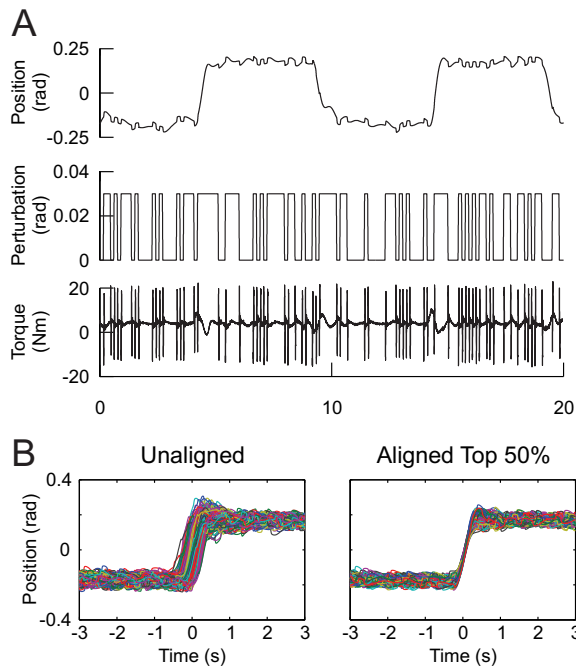 A
Position
(rad)
0.25
0
-0.25
Perturbation
(rad)
0.04
0.02
0
Torque
(Nm)
20
0
-20
0
10
20
B
Unaligned
Aligned Top 50%
Position (rad)
0.4
0
-0.4
-3
-2
-1
0
1
2
3
-3
-2
-1
0
1
2
3
Time (s)
Time (s)